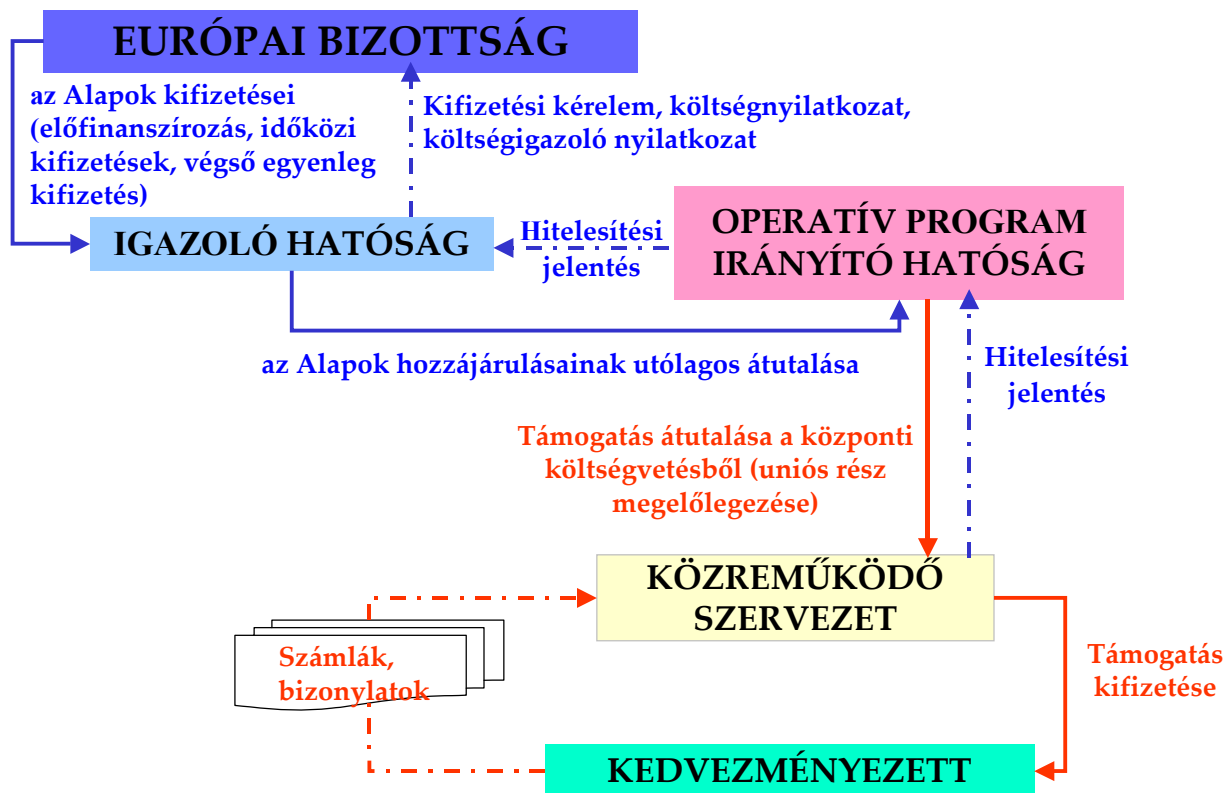 EURÓPAI BIZOTTSÁG
az Alapok kifizetései
(előfinanszírozás, időközi
kifizetések, végső egyenleg
kifizetés)
Kifizetési kérelem, költségnyilatkozat,
költségigazoló nyilatkozat
IGAZOLÓ HATÓSÁG
Hitelesítési
jelentés
OPERATÍV PROGRAM
IRÁNYÍTÓ HATÓSÁG
az Alapok hozzájárulásainak utólagos átutalása
Hitelesítési
jelentés
Támogatás átutalása a központi
költségvetésből (uniós rész
megelőlegezése)
KÖZREMŰKÖDŐ
SZERVEZET
Számlák,
bizonylatok
Támogatás
kifizetése
KEDVEZMÉNYEZETT